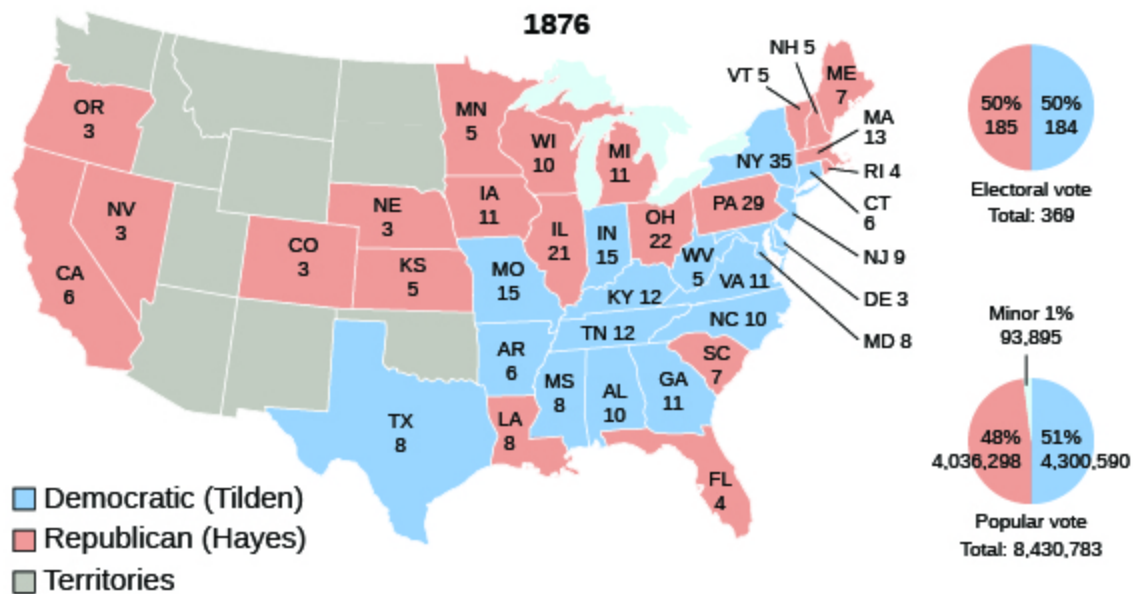 1876
NH 5
VT 5
ME
7
MA
13
RI 4
CT
6
NJ 9
DE 3
MD 8
OR
3
NV
3
CA
6
CO
3
NE
3
KS
5
MN
5
IA
11
WI
10
MI
11
IL
21
IN
15
OH
22
PA 29
NY 35
WV
5
VA 11
MO
15
KY 12
TN 12
NC 10
SC
7
AR
6
MS
8
AL
10
GA
11
TX
8
LA
8
FL
4
50%
185
50%
184
Electoral vote
Total: 369
Minor 1%
93,895
48%
4,036,298
51%
4,300,590
Popular vote
Total: 8,430,783
Democratic (Tilden)
Republican (Hayes)
Territories